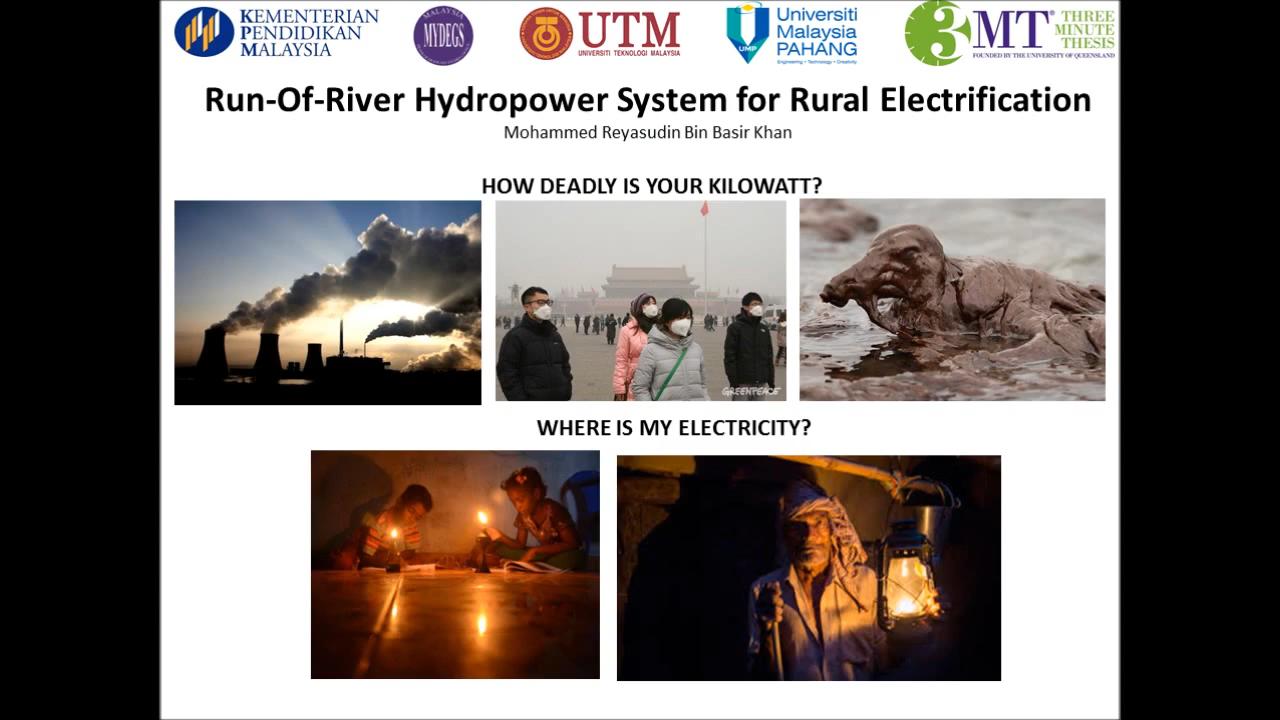 KEMENTERIAN
PENDIDIKAN
MALAYSIA
MALAYSIA
MYDEGS
UTM
UNIVERSITI TEKNOLOGI MALAYSIA
UMP
Universiti
Malaysia
PAHANG
Engineering • Technology • Creativity
3MT® THREE
MINUTE
THESIS
FOUNDED BY THE UNIVERSITY OF QUEENSLAND
Run-Of-River Hydropower System for Rural Electrification
Mohammed Reyasudin Bin Basir Khan
HOW DEADLY IS YOUR KILOWATT?
GREENPEACE
WHERE IS MY ELECTRICITY?